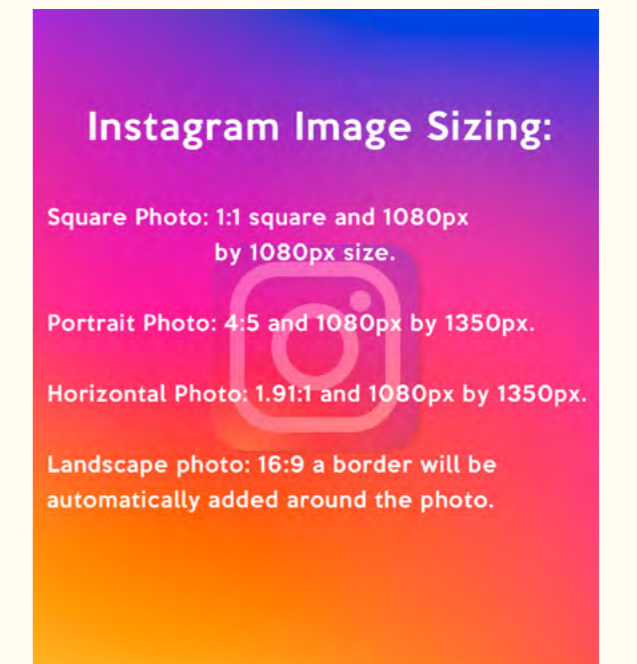 Instagram Image Sizing:
Square Photo: 1:1 square and 1080px
by 1080px size.
Portrait Photo: 4:5 and 1080px by 1350px.
Horizontal Photo: 1.91:1 and 1080px by 1350px.
Landscape photo: 16:9 a border will be
automatically added around the photo.